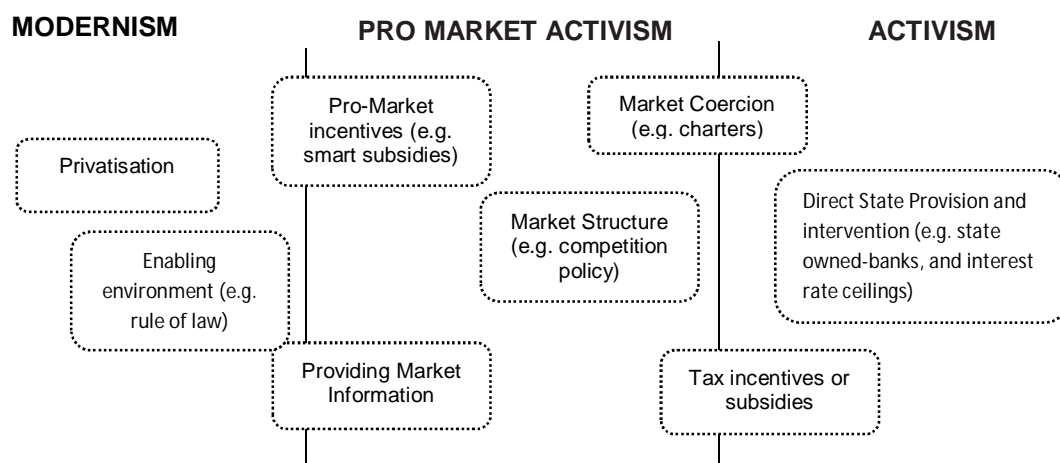 MODERNISM
PRO MARKET ACTIVISM
ACTIVISM
Pro-Market
incentives (e.g.
smart subsidies)
Market Coercion
(e.g. charters)
Privatisation
Market Structure
(e.g. competition
policy)
Direct State Provision and
intervention (e.g. state
owned-banks, and interest
rate ceilings)
Enabling
environment (e.g.
rule of law)
Providing Market
Information
Tax incentives or
subsidies